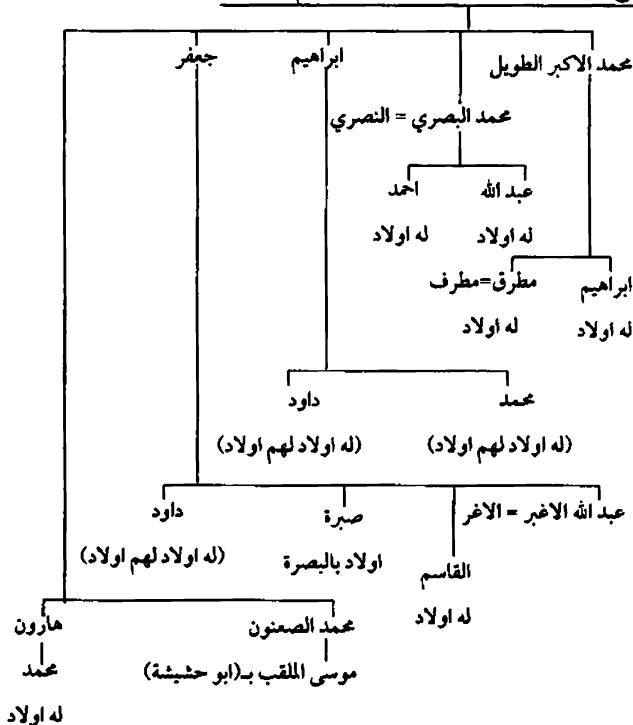 محمد الاكبر الطويل
ابراهيم
جعفر
محمد البصري = النصري
عبد الله
احمد
له اولاد
له اولاد
ابراهيم
مطرق=مطرف
له اولاد
له اولاد
محمد
داود
(له اولاد لهم اولاد)
(له اولاد لهم اولاد)
عبد الله الاغبر = الاغر
صبرة
داود
القاسم
اولاد بالبصرة
(له اولاد لهم اولاد)
له اولاد
محمد الصعنون
هارون
موسى الملقب بـ(ابو حشيشة)
محمد
له اولاد